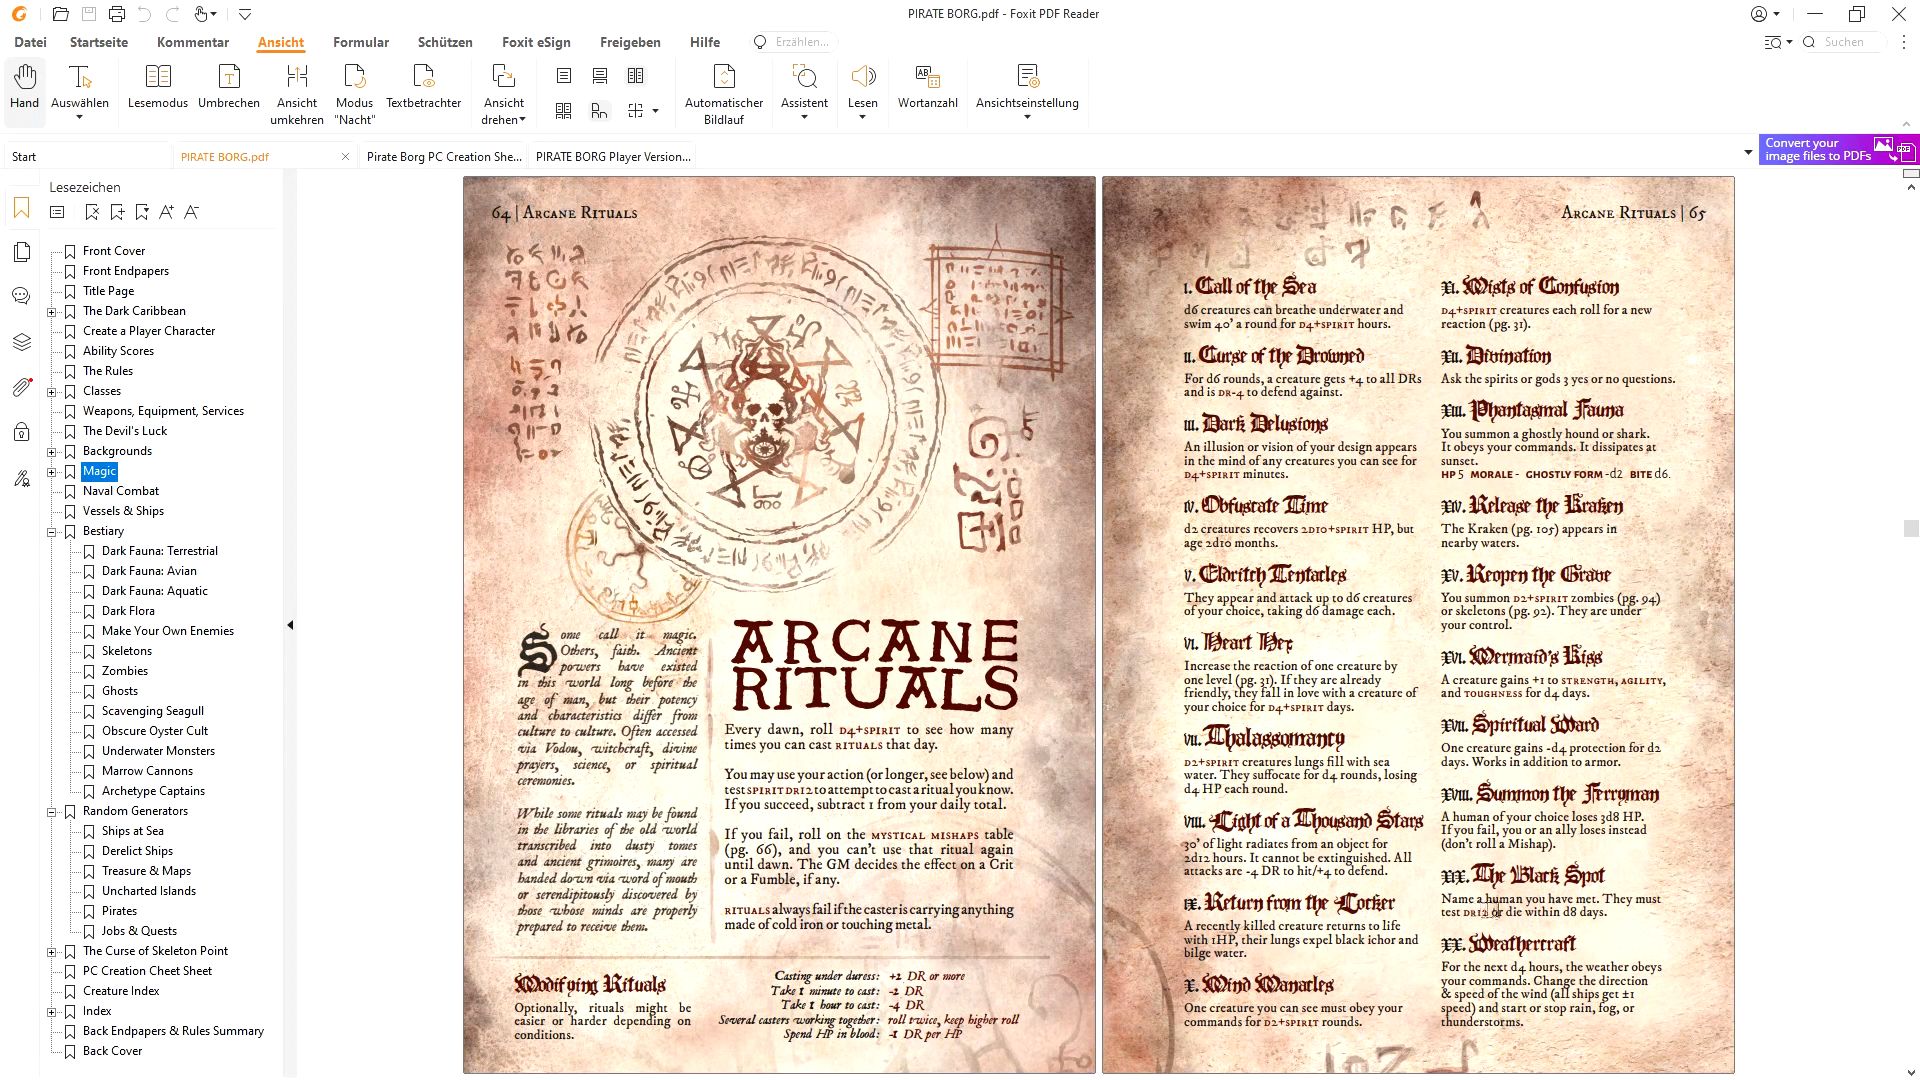 PIRATE BORG.pdf - Foxit PDF Reader
Datei Startseite Kommentar Ansicht Formular Schützen Foxit eSign Freigeben Hilfe Erzählen... Suchen
Hand Auswählen Lesemodus Umbrechen Ansicht umkehren Modus "Nacht" Textbetrachter Ansicht drehen Automatischer Bildlauf Assistent Lesen Wortanzahl Ansichtseinstellung
Start PIRATE BORG.pdf Pirate Borg PC Creation She... PIRATE BORG Player Version...
Convert your
image files to PDFs
Lesezeichen
Front Cover
Front Endpapers
Title Page
The Dark Caribbean
Create a Player Character
Ability Scores
The Rules
Classes
Weapons, Equipment, Services
The Devil's Luck
Backgrounds
Magic
Naval Combat
Vessels & Ships
Bestiary
Dark Fauna: Terrestrial
Dark Fauna: Avian
Dark Fauna: Aquatic
Dark Flora
Make Your Own Enemies
Skeletons
Zombies
Ghosts
Scavenging Seagull
Obscure Oyster Cult
Underwater Monsters
Marrow Cannons
Archetype Captains
Random Generators
Ships at Sea
Derelict Ships
Treasure & Maps
Uncharted Islands
Pirates
Jobs & Quests
The Curse of Skeleton Point
PC Creation Cheet Sheet
Creature Index
Index
Back Endpapers & Rules Summary
Back Cover
64 | Arcane Rituals
Some call it magic.
Others, faith. Ancient
powers have existed
in this world long before the
age of man, but their potency
and characteristics differ from
culture to culture. Often accessed
via Vodou, witchcraft, divine
prayers, science, or spiritual
ceremonies.
While some rituals may be found
in the libraries of the old world
transcribed into dusty tomes
and ancient grimoires, many are
handed down via word of mouth
or serendipitously discovered by
those whose minds are properly
prepared to receive them.
ARCANE
RITUALS
Every dawn, roll D4+SPIRIT to see how many
times you can cast RITUALS that day.
You may use your action (or longer, see below) and
test SPIRIT DR12 to attempt to cast a ritual you know.
If you succeed, subtract 1 from your daily total.
If you fail, roll on the MYSTICAL MISHAPS table
(pg. 66), and you can't use that ritual again
until dawn. The GM decides the effect on a Crit
or a Fumble, if any.
RITUALS always fail if the caster is carrying anything
made of cold iron or touching metal.
Modifying Rituals
Optionally, rituals might be
easier or harder depending on
conditions.
Casting under duress: +2 DR or more
Take 1 minute to cast: -2 DR
Take 1 hour to cast: -4 DR
Several casters working together: roll twice, keep higher roll
Spend HP in blood: -1 DR per HP
Arcane Rituals | 65
I. Call of the Sea
d6 creatures can breathe underwater and
swim 40' a round for D4+SPIRIT hours.
II. Curse of the Drowned
For d6 rounds, a creature gets +4 to all DRs
and is DR-4 to defend against.
III. Dark Delusions
An illusion or vision of your design appears
in the mind of any creatures you can see for
D4+SPIRIT minutes.
IV. Obfuscate Time
d2 creatures recovers 2D10+SPIRIT HP, but
age 2d10 months.
V. Eldritch Tentacles
They appear and attack up to d6 creatures
of your choice, taking d6 damage each.
VI. Heart Hex
Increase the reaction of one creature by
one level (pg. 31). If they are already
friendly, they fall in love with a creature of
your choice for D4+SPIRIT days.
VII. Thalassomancy
D2+SPIRIT creatures lungs fill with sea
water. They suffocate for d4 rounds, losing
d4 HP each round.
VIII. Light of a Thousand Stars
30' of light radiates from an object for
2d12 hours. It cannot be extinguished. All
attacks are -4 DR to hit/+4 to defend.
IX. Return from the Locker
A recently killed creature returns to life
with 1HP, their lungs expel black ichor and
bilge water.
X. Mind Manacles
One creature you can see must obey your
commands for D2+SPIRIT rounds.
XI. Mists of Confusion
D4+SPIRIT creatures each roll for a new
reaction (pg. 31).
XII. Divination
Ask the spirits or gods 3 yes or no questions.
XIII. Phantasmal Fauna
You summon a ghostly hound or shark.
It obeys your commands. It dissipates at
sunset.
HP 5 MORALE - GHOSTLY FORM -d2 BITE d6.
XIV. Release the Kraken
The Kraken (pg. 105) appears in
nearby waters.
XV. Reopen the Grave
You summon D2+SPIRIT zombies (pg. 94)
or skeletons (pg. 92). They are under
your control.
XVI. Mermaid's Kiss
A creature gains +1 to STRENGTH, AGILITY,
and TOUGHNESS for d4 days.
XVII. Spiritual Ward
One creature gains -d4 protection for d2
days. Works in addition to armor.
XVIII. Summon the Ferryman
A human of your choice loses 3d8 HP.
If you fail, you or an ally loses instead
(don't roll a Mishap).
XIX. The Black Spot
Name a human you have met. They must
test DR12 or die within d8 days.
XX. Weathercraft
For the next d4 hours, the weather obeys
your commands. Change the direction
& speed of the wind (all ships get ±1
speed) and start or stop rain, fog, or
thunderstorms.